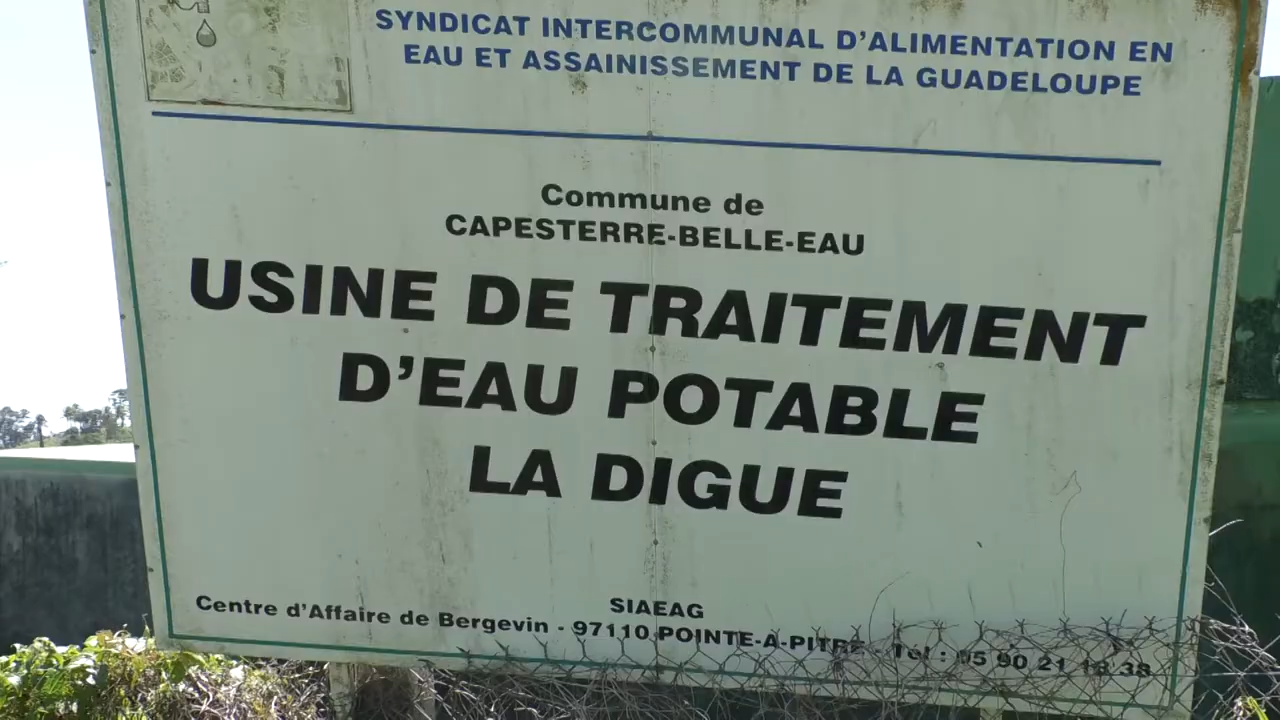 SYNDICAT INTERCOMMUNAL D'ALIMENTATION EN
EAU ET ASSAINISSEMENT DE LA GUADELOUPE
Commune de
CAPESTERRE-BELLE-EAU
USINE DE TRAITEMENT
D'EAU POTABLE
LA DIGUE
SIAEAG
Centre d'Affaire de Bergevin - 97110 POINTE-A-PITRE - Tél : 05 90 21 38